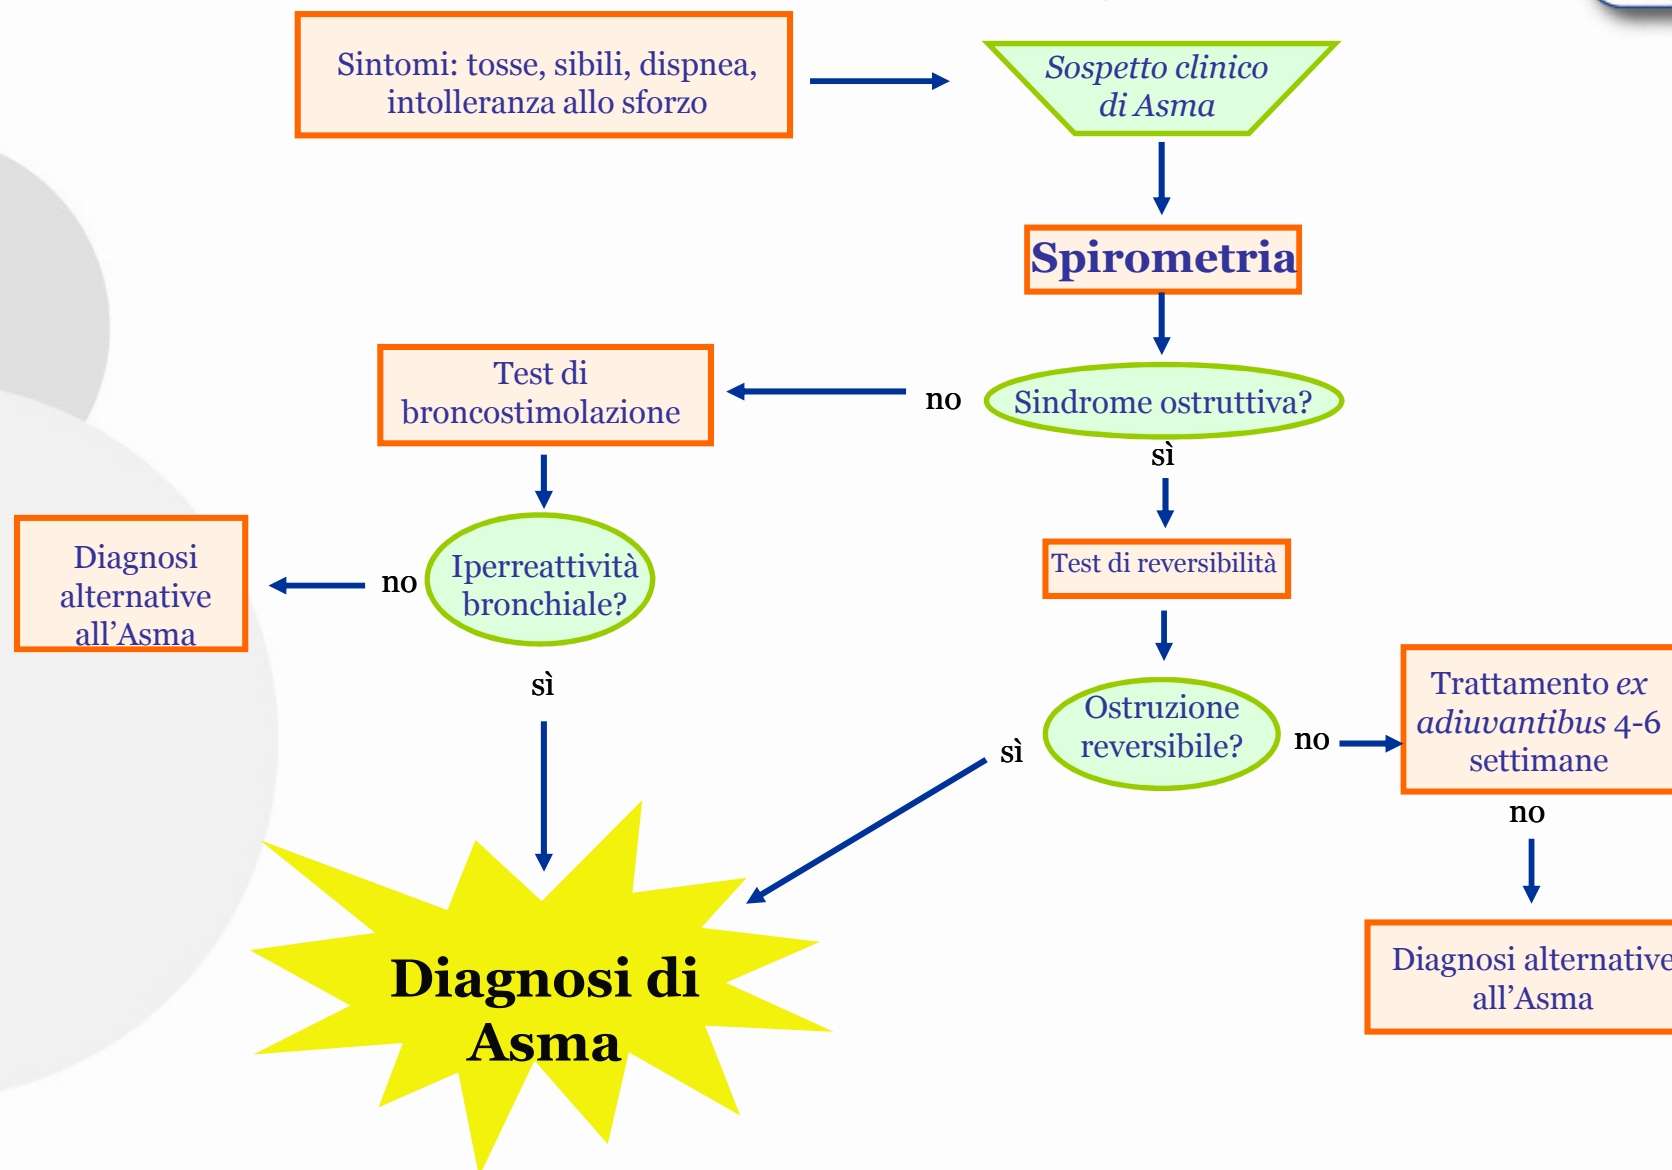 Sintomi: tosse, sibili, dispnea,
intolleranza allo sforzo
Sospetto clinico
di Asma
Spirometria
Test di
broncostimolazione
no
Sindrome ostruttiva?
sì
Diagnosi
alternative
all’Asma
no
Iperreattività
bronchiale?
Test di reversibilità
sì
Ostruzione
reversibile?
sì
no
Trattamento ex
adiuvantibus 4-6
settimane
no
Diagnosi di
Asma
Diagnosi alternative
all’Asma